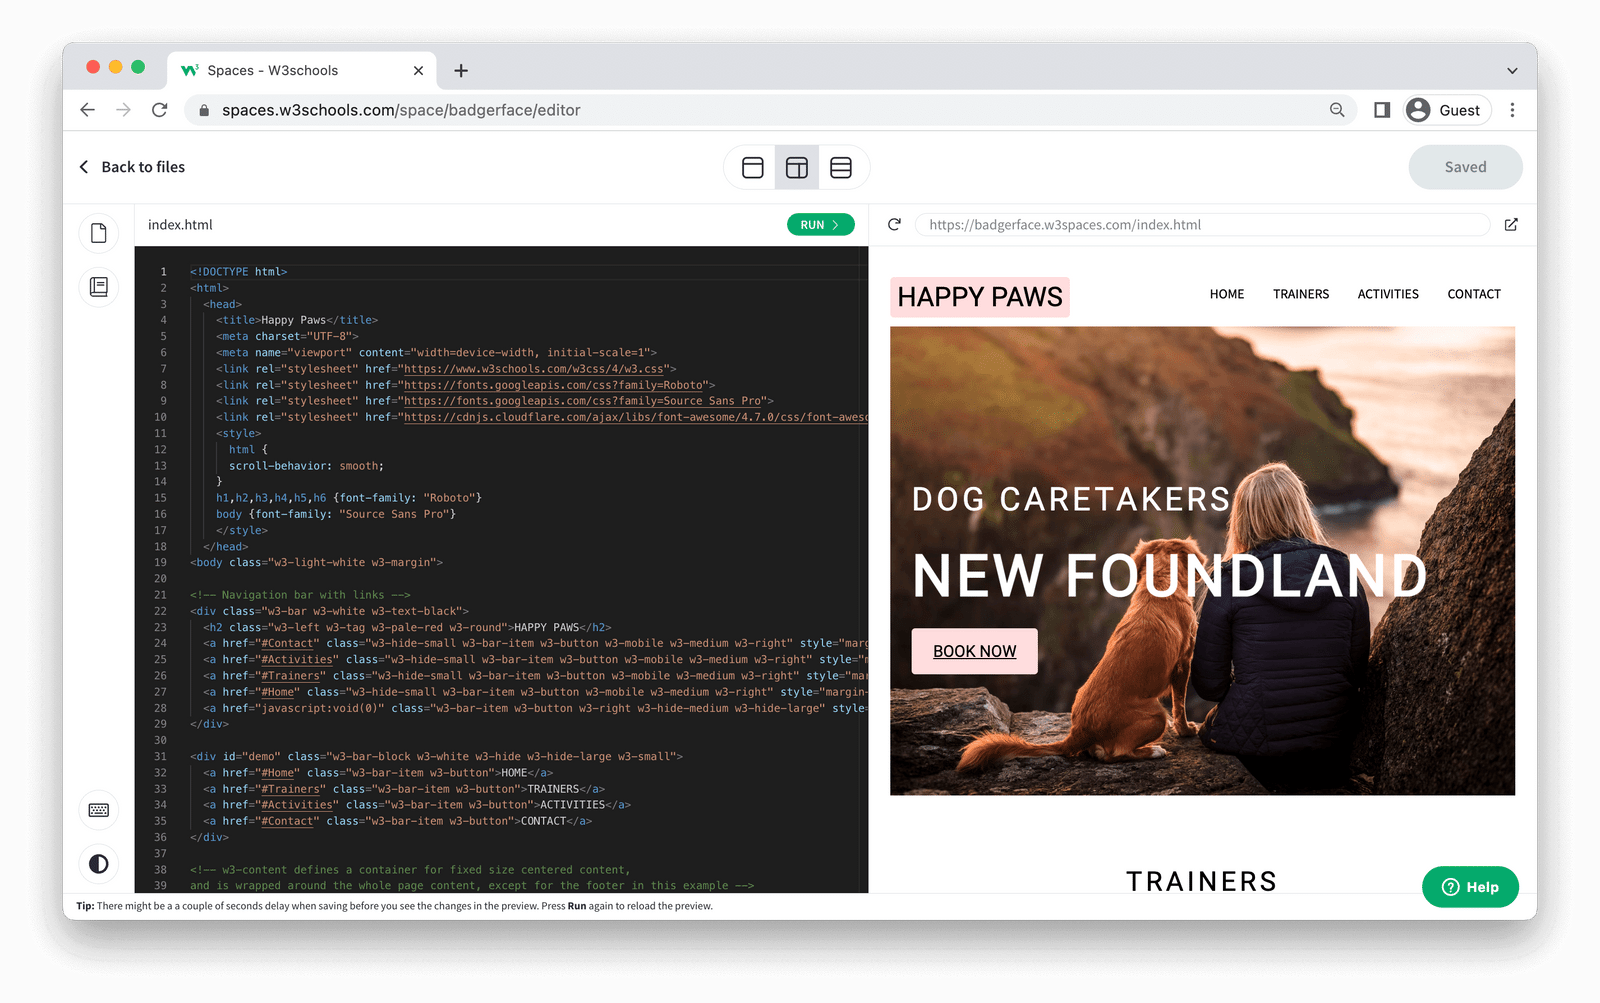 Spaces - W3schools
spaces.w3schools.com/space/badgerface/editor
Guest
Back to files
Saved
index.html
RUN
https://badgerface.w3spaces.com/index.html
1 <!DOCTYPE html>
2 <html>
3 <head>
4 <title>Happy Paws</title>
5 <meta charset="UTF-8">
6 <meta name="viewport" content="width=device-width, initial-scale=1">
7 <link rel="stylesheet" href="https://www.w3schools.com/w3css/4/w3.css">
8 <link rel="stylesheet" href="https://fonts.googleapis.com/css?family=Roboto">
9 <link rel="stylesheet" href="https://fonts.googleapis.com/css?family=Source Sans Pro">
10 <link rel="stylesheet" href="https://cdnjs.cloudflare.com/ajax/libs/font-awesome/4.7.0/css/font-awesc
11 <style>
12 html {
13 scroll-behavior: smooth;
14 }
15 h1,h2,h3,h4,h5,h6 {font-family: "Roboto"}
16 body {font-family: "Source Sans Pro"}
17 </style>
18 </head>
19 <body class="w3-light-white w3-margin">
20
21 <!-- Navigation bar with links -->
22 <div class="w3-bar w3-white w3-text-black">
23 <h2 class="w3-left w3-tag w3-pale-red w3-round">HAPPY PAWS</h2>
24 <a href="#Contact" class="w3-hide-small w3-bar-item w3-button w3-mobile w3-medium w3-right" style="marg
25 <a href="#Activities" class="w3-hide-small w3-bar-item w3-button w3-mobile w3-medium w3-right" style="m
26 <a href="#Trainers" class="w3-hide-small w3-bar-item w3-button w3-mobile w3-medium w3-right" style="mar
27 <a href="#Home" class="w3-hide-small w3-bar-item w3-button w3-mobile w3-medium w3-right" style="margin-
28 <a href="javascript:void(0)" class="w3-bar-item w3-button w3-right w3-hide-medium w3-hide-large" style=
29 </div>
30
31 <div id="demo" class="w3-bar-block w3-white w3-hide w3-hide-large w3-small">
32 <a href="#Home" class="w3-bar-item w3-button">HOME</a>
33 <a href="#Trainers" class="w3-bar-item w3-button">TRAINERS</a>
34 <a href="#Activities" class="w3-bar-item w3-button">ACTIVITIES</a>
35 <a href="#Contact" class="w3-bar-item w3-button">CONTACT</a>
36 </div>
37
38 <!-- w3-content defines a container for fixed size centered content,
39 and is wrapped around the whole page content, except for the footer in this example -->
HAPPY PAWS
HOME TRAINERS ACTIVITIES CONTACT
DOG CARETAKERS
NEW FOUNDLAND
BOOK NOW
TRAINERS
Help
Tip: There might be a a couple of seconds delay when saving before you see the changes in the preview. Press Run again to reload the preview.